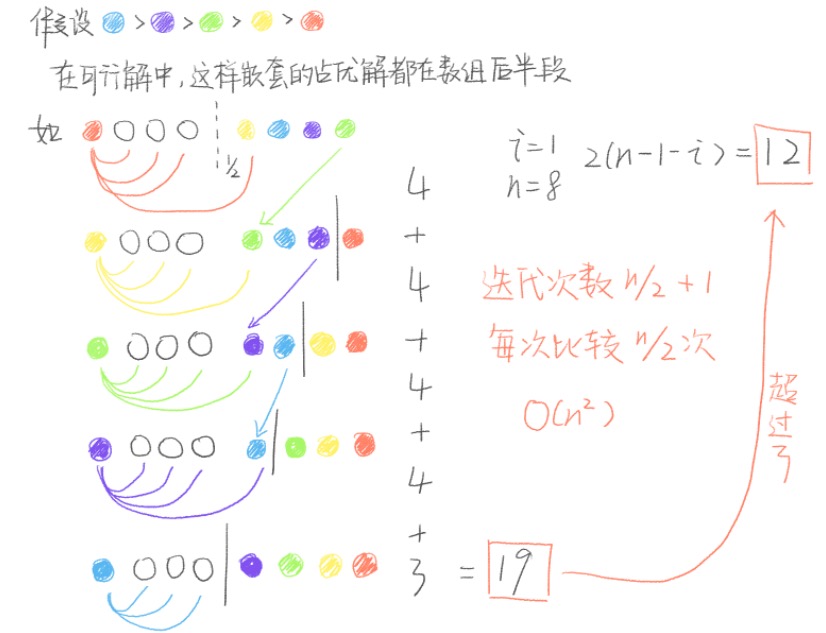 假设 > > > >
在可行解中,这样嵌套的占优解都在数组后半段
如
1/2
i=1
n=8
2(n-1-i) = 12
4
+
4
+
4
+
4
+
3 = 19
迭代次数 n/2 + 1
每次比较 n/2 次
O(n²)
超过了